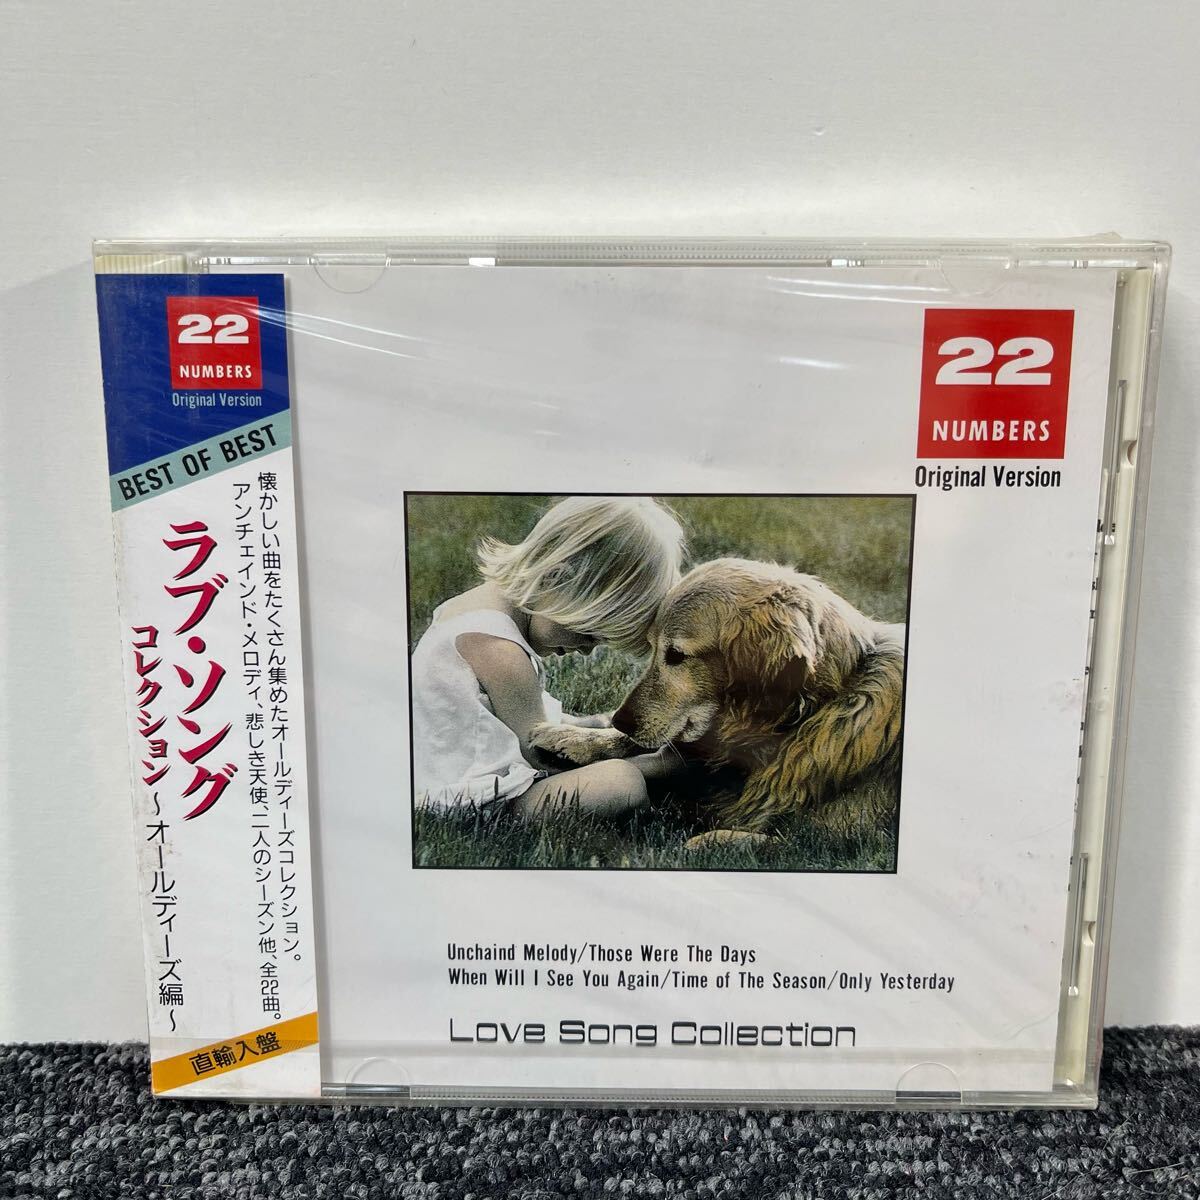 22
NUMBERS
Original Version
BEST OF BEST
懐かしい曲をたくさん集めたオールディーズコレクション。
アンチェインド・メロディ、悲しき天使、二人のシーズン他、全22曲。
ラブ・ソング
コレクション〜オールディーズ編〜
直輸入盤
22
NUMBERS
Original Version
Unchaind Melody/Those Were The Days
When Will I See You Again/Time of The Season/Only Yesterday
Love Song Collection